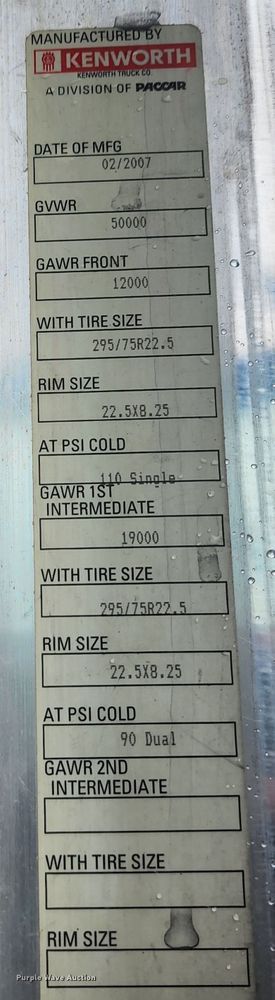 MANUFACTURED BY
KENWORTH
KENWORTH TRUCK CO.
A DIVISION OF PACCAR
DATE OF MFG
02/2007
GVWR
50000
GAWR FRONT
12000
WITH TIRE SIZE
295/75R22.5
RIM SIZE
22.5X8.25
AT PSI COLD
110 Single
GAWR 1ST
INTERMEDIATE
19000
WITH TIRE SIZE
295/75R22.5
RIM SIZE
22.5X8.25
AT PSI COLD
90 Dual
GAWR 2ND
INTERMEDIATE
WITH TIRE SIZE
RIM SIZE
Purple Wave Auction